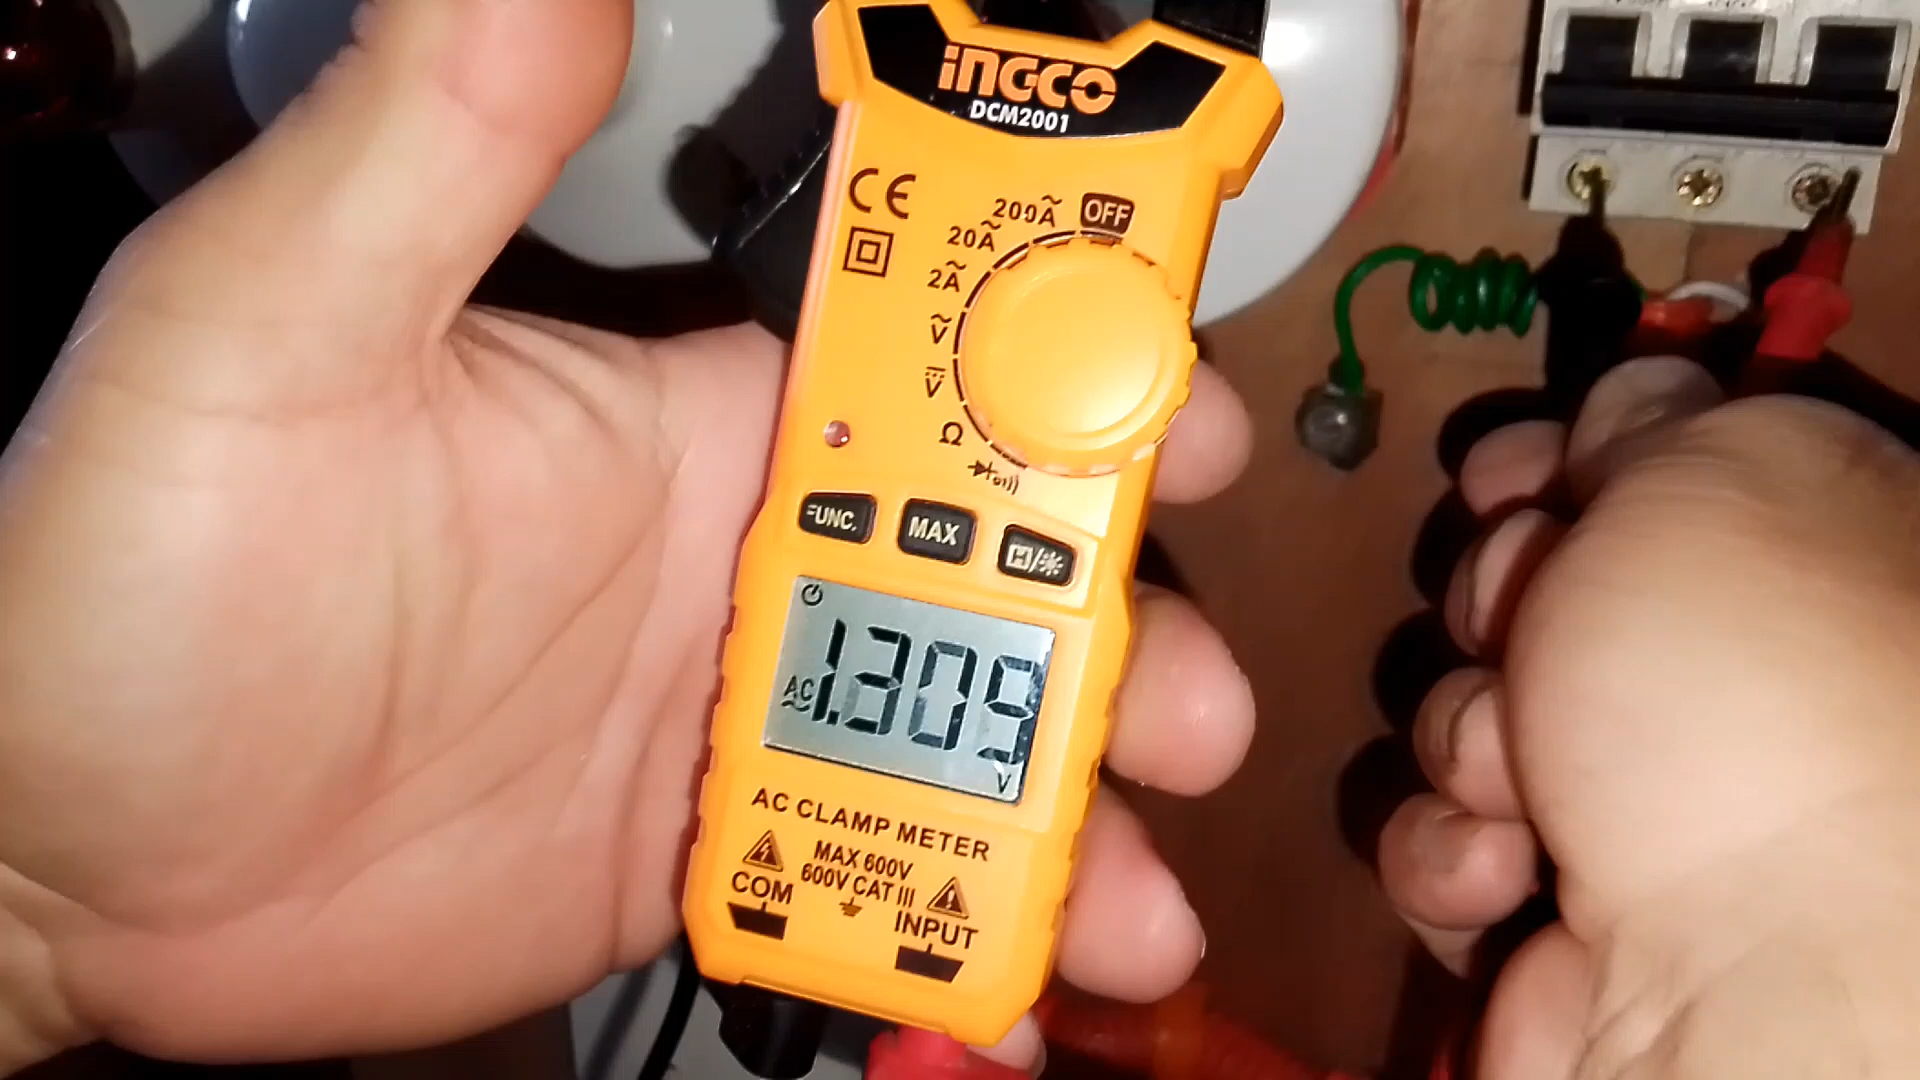 INGCO
DCM2001
CE
OFF
200A
20A
2A
V
V
Ω
FUNC.
MAX
H/
1.309
AC
V
AC CLAMP METER
MAX 600V
600V CAT III
COM
INPUT